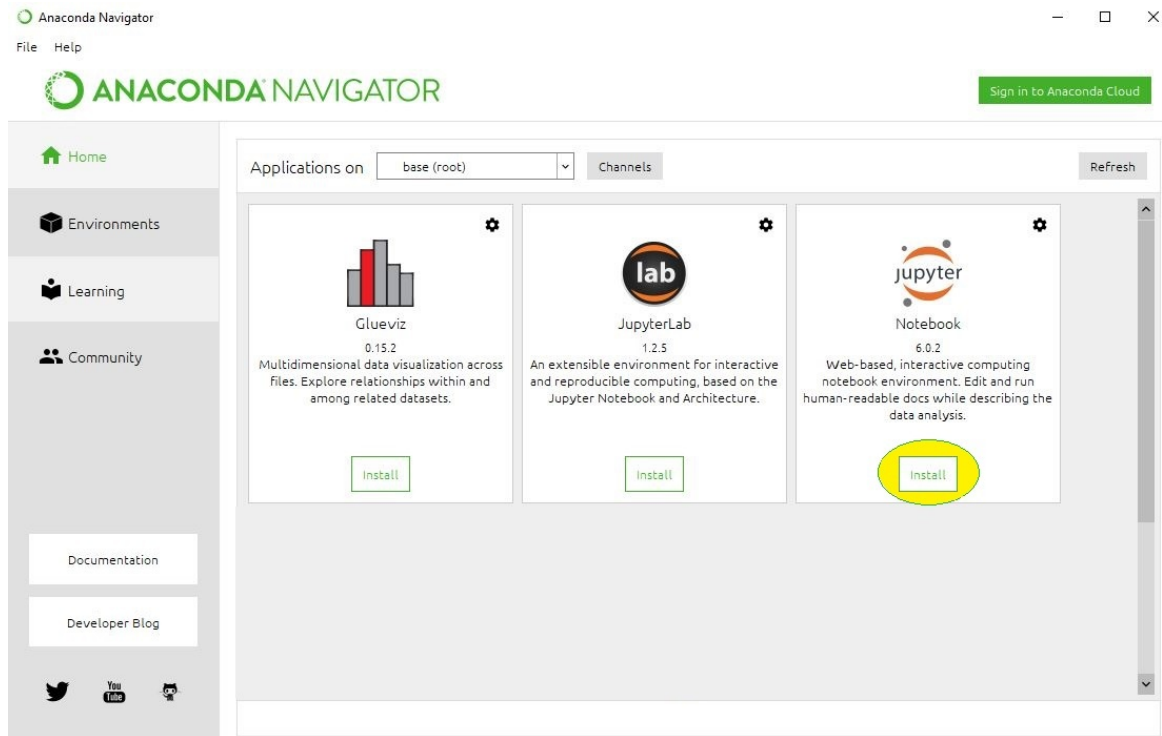 Anaconda Navigator
File Help
ANACONDA NAVIGATOR
Sign in to Anaconda Cloud
Home
Environments
Learning
Community
Documentation
Developer Blog
You
Tube
Applications on base (root) Channels Refresh
Glueviz
0.15.2
Multidimensional data visualization across
files. Explore relationships within and
among related datasets.
Install
lab
JupyterLab
1.2.5
An extensible environment for interactive
and reproducible computing, based on the
Jupyter Notebook and Architecture.
Install
jupyter
Notebook
6.0.2
Web-based, interactive computing
notebook environment. Edit and run
human-readable docs while describing the
data analysis.
Install